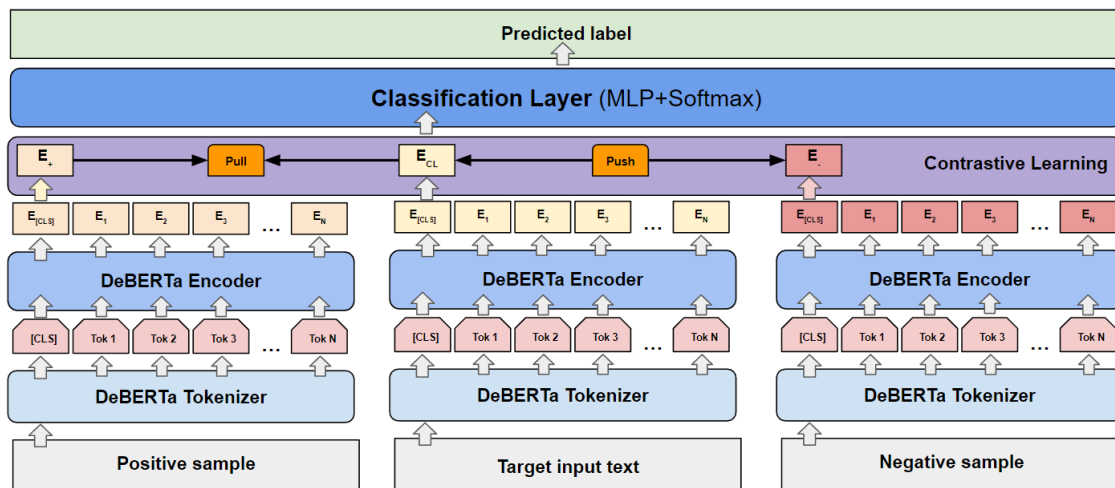 Predicted label
Classification Layer (MLP+Softmax)
E+ Pull ECL Push E- Contrastive Learning
E[CLS] E1 E2 E3 ... EN E[CLS] E1 E2 E3 ... EN E[CLS] E1 E2 E3 ... EN
DeBERTa Encoder DeBERTa Encoder DeBERTa Encoder
[CLS] Tok 1 Tok 2 Tok 3 ... Tok N [CLS] Tok 1 Tok 2 Tok 3 ... Tok N [CLS] Tok 1 Tok 2 Tok 3 ... Tok N
DeBERTa Tokenizer DeBERTa Tokenizer DeBERTa Tokenizer
Positive sample Target input text Negative sample